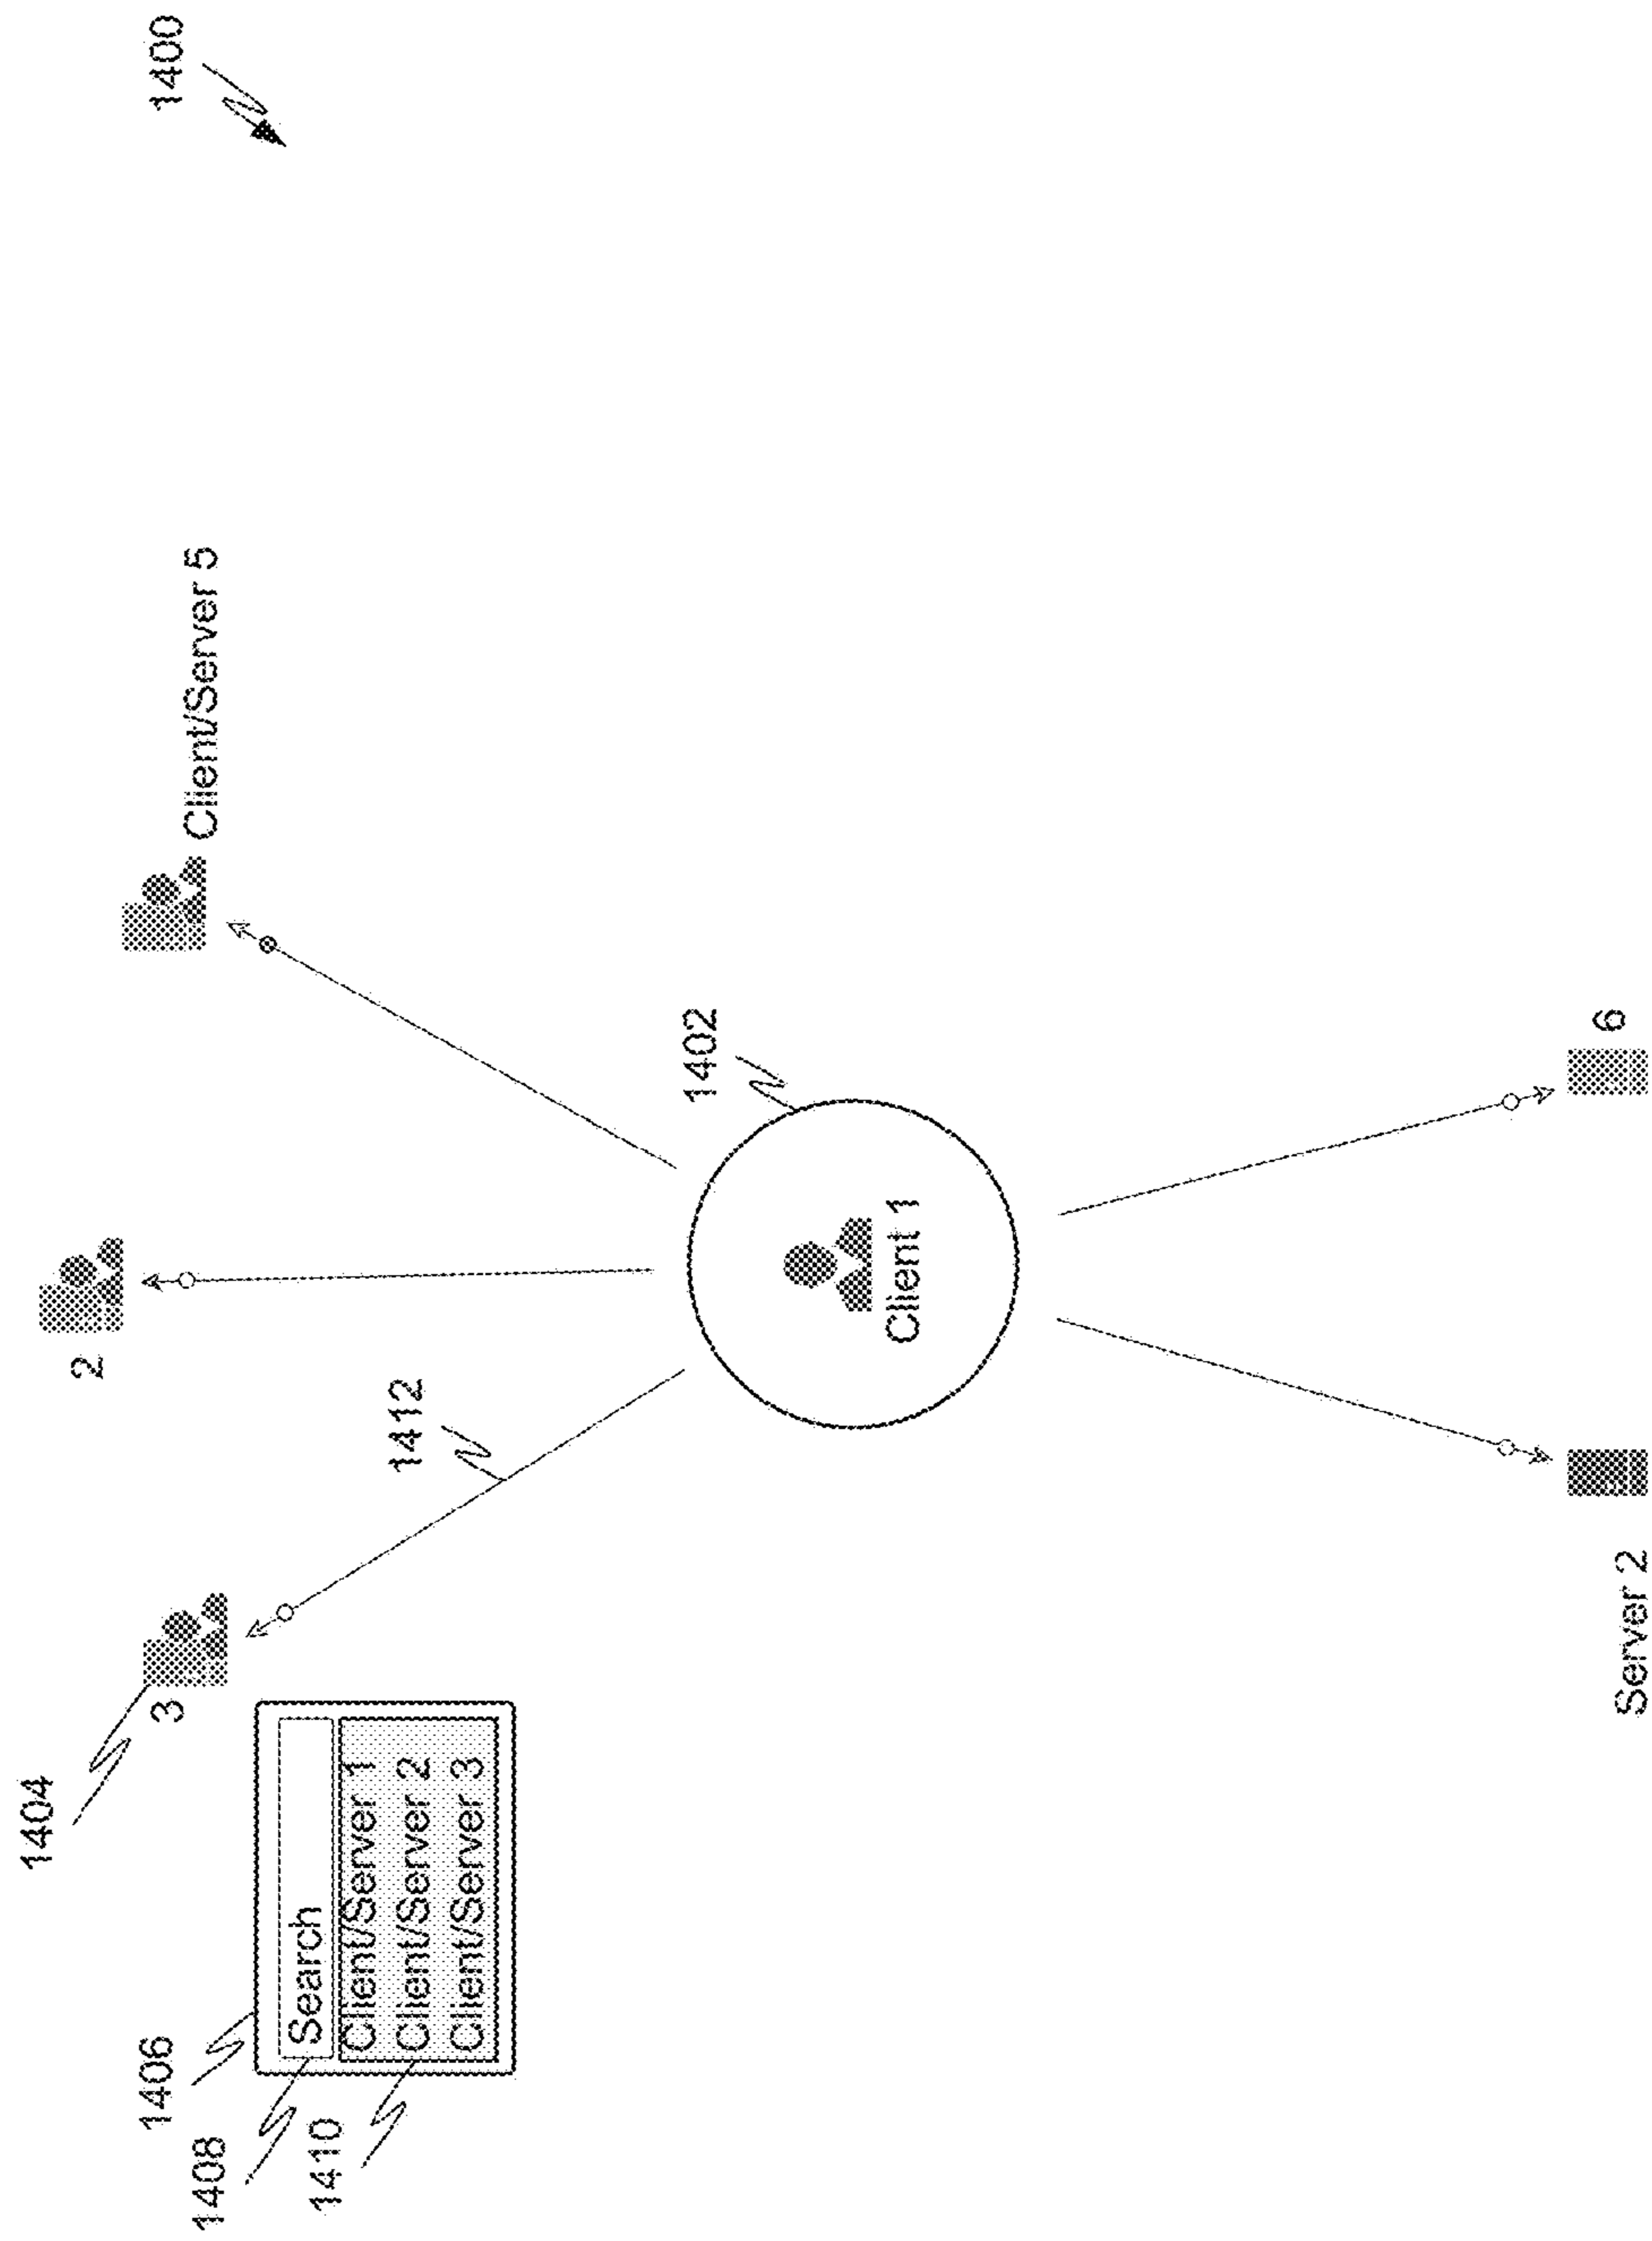 1400
1404
3
2
Client/Server 5
1406
1408
1410
Search
Client/Server 1
Client/Server 2
Client/Server 3
1412
1402
Client 1
Server 2
6